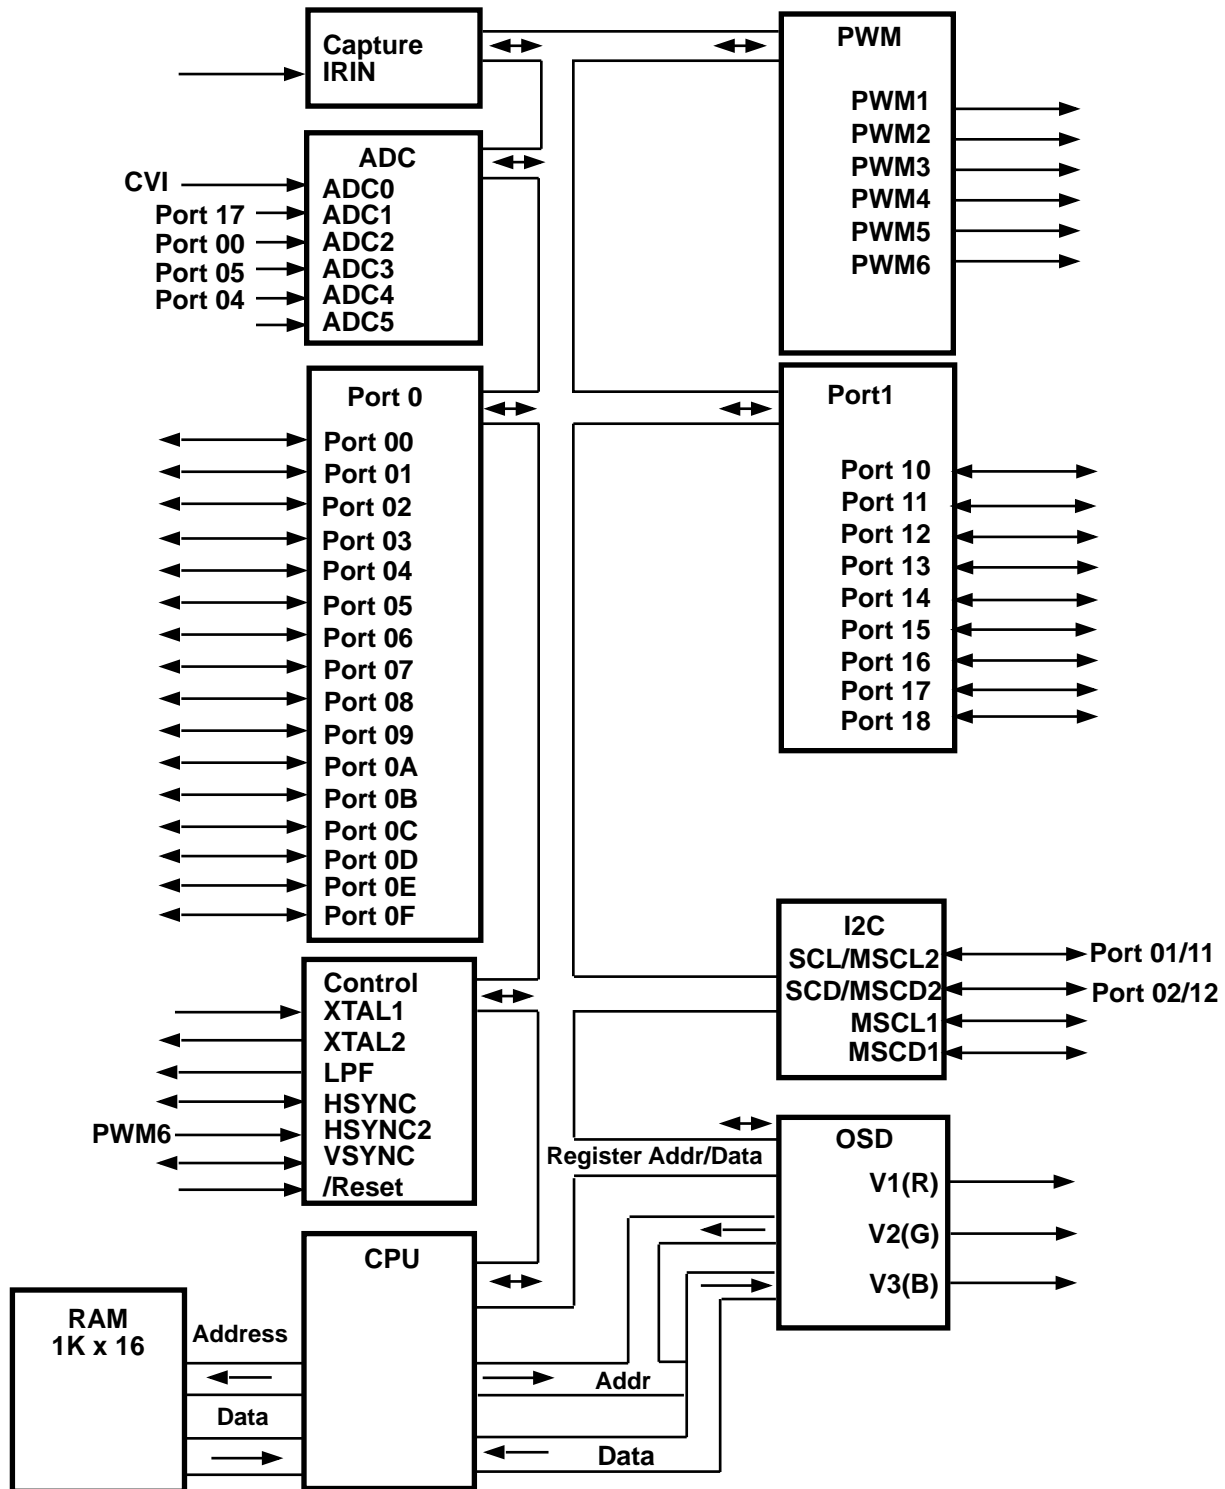 Capture
IRIN
ADC
CVI
ADC0
Port 17
ADC1
Port 00
ADC2
Port 05
ADC3
Port 04
ADC4
ADC5
Port 0
Port 00
Port 01
Port 02
Port 03
Port 04
Port 05
Port 06
Port 07
Port 08
Port 09
Port 0A
Port 0B
Port 0C
Port 0D
Port 0E
Port 0F
Control
XTAL1
XTAL2
LPF
HSYNC
PWM6
HSYNC2
VSYNC
/Reset
CPU
RAM
1K x 16
Address
Data
PWM
PWM1
PWM2
PWM3
PWM4
PWM5
PWM6
Port1
Port 10
Port 11
Port 12
Port 13
Port 14
Port 15
Port 16
Port 17
Port 18
I2C
SCL/MSCL2
Port 01/11
SCD/MSCD2
Port 02/12
MSCL1
MSCD1
OSD
Register Addr/Data
V1(R)
V2(G)
V3(B)
Addr
Data